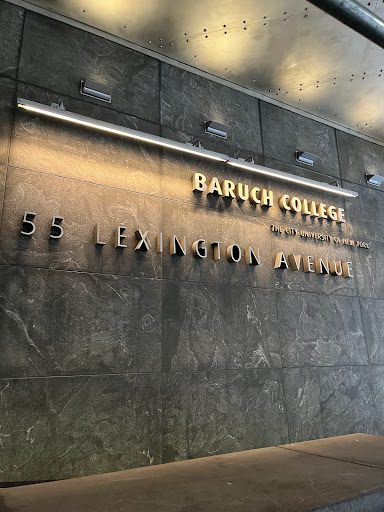 BARUCH COLLEGE
THE CITY UNIVERSITY OF NEW YORK
55 LEXINGTON AVENUE